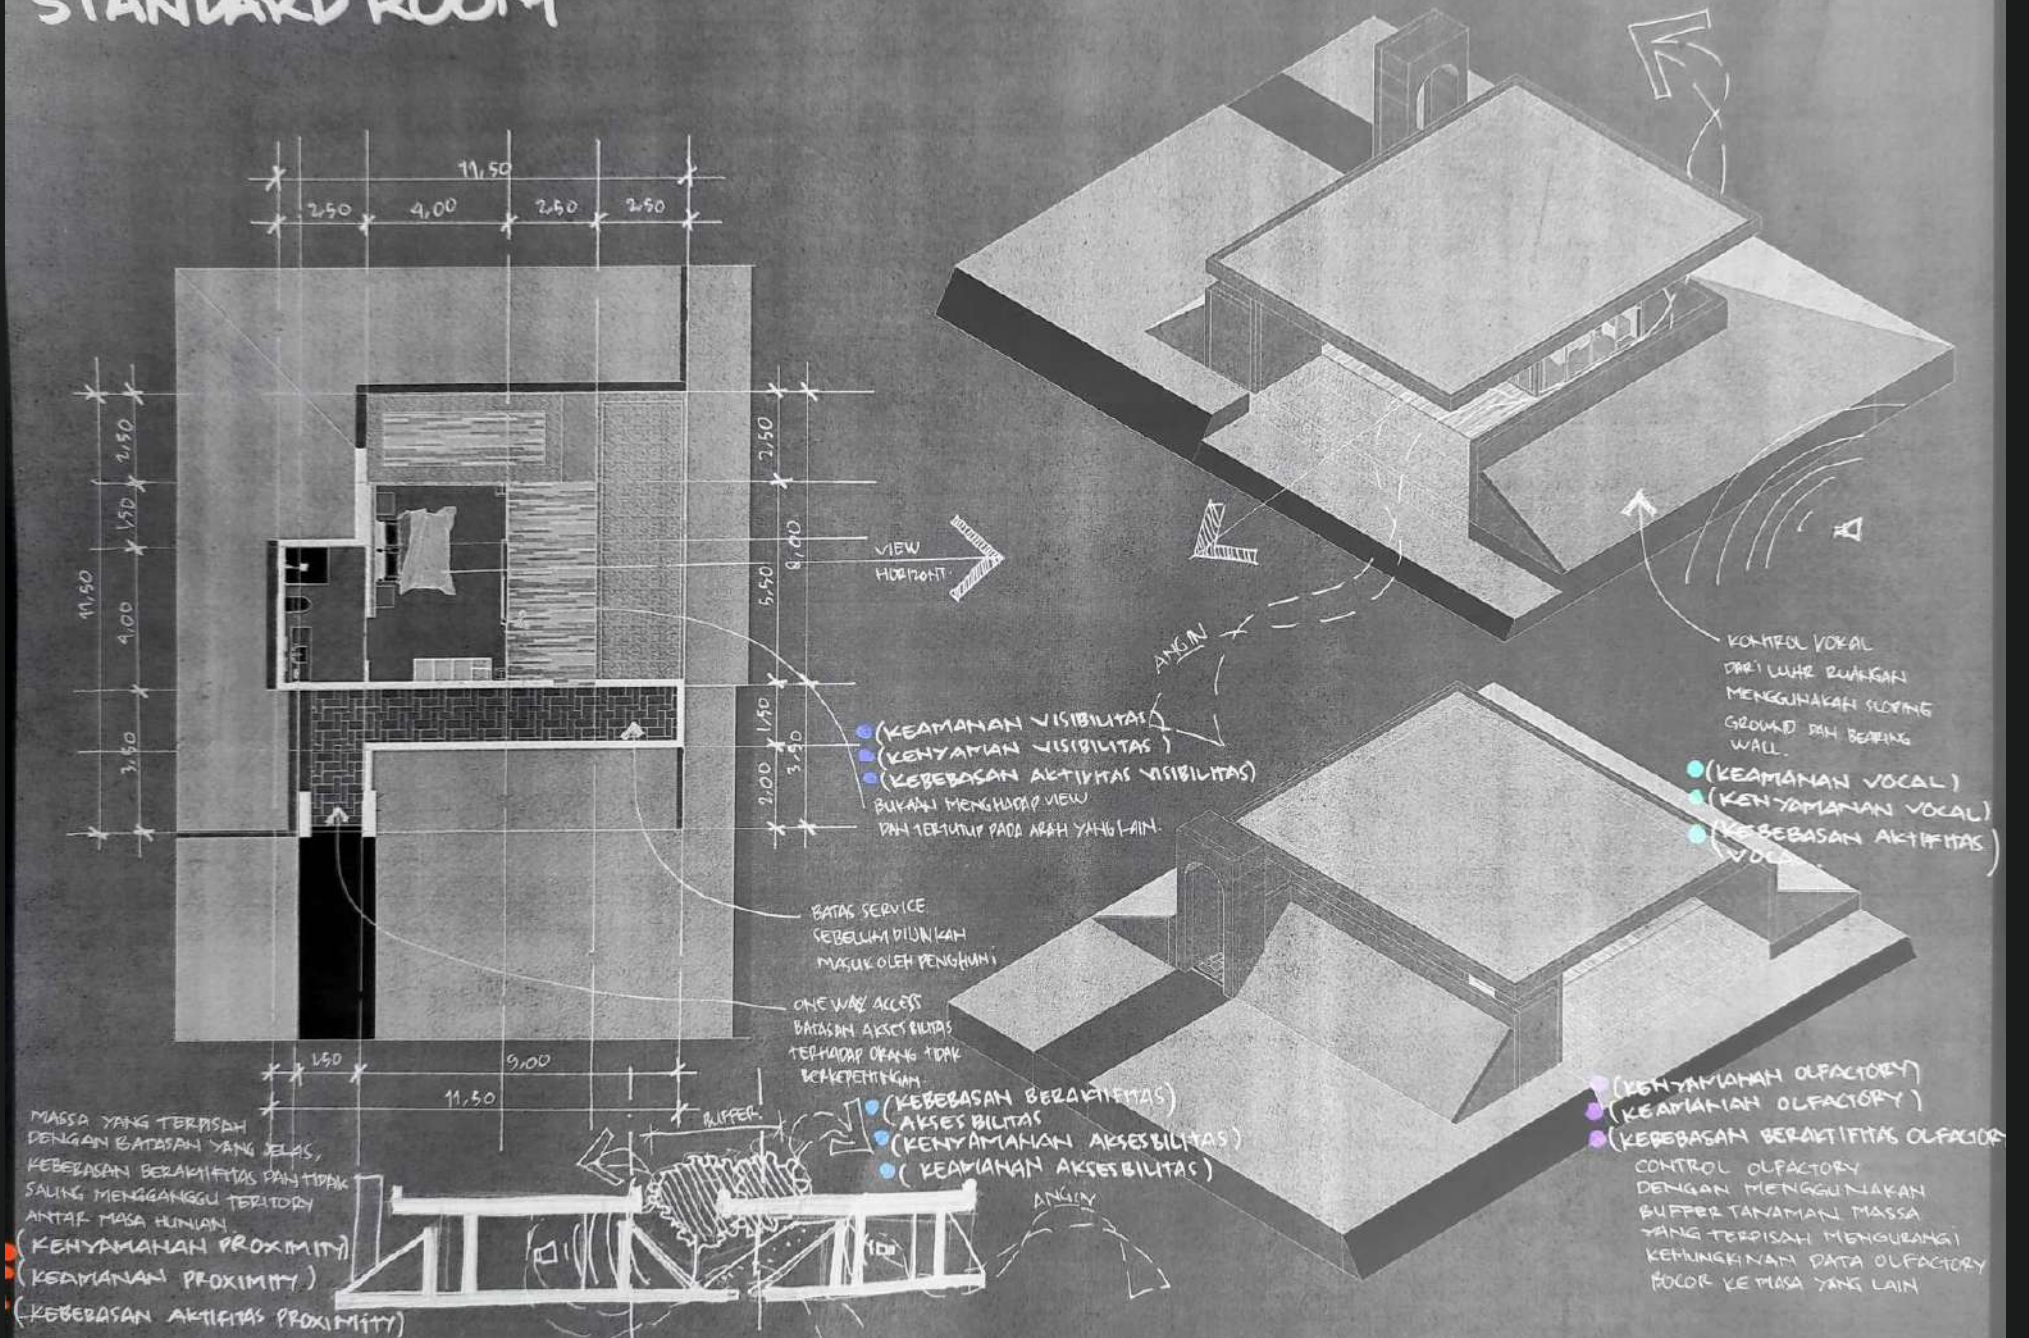 STANDARD ROOM
11,50
2,50
4,00
2,50
2,50
2,50
1,50
4,00
3,50
11,50
2,50
5,50
8,00
1,50
2,00
3,50
VIEW
HORIZONT.
ANGIN
KONTROL VOKAL
DARI LUAR RUANGAN
MENGGUNAKAN SLOPING
GROUND DAN BEARING
WALL.
(KEAMANAN VOCAL)
(KENYAMANAN VOCAL)
(KEBEBASAN AKTIFITAS
VOCAL)
(KEAMANAN VISIBILITAS)
(KENYAMAN VISIBILITAS)
(KEBEBASAN AKTIVITAS VISIBILITAS)
BUKAAN MENGHADAP VIEW
DAN TERTUTUP PADA ARAH YANG LAIN.
BATAS SERVICE
SEBELUM DIIJINKAN
MASUK OLEH PENGHUNI
ONE WAY ACCESS
BATASAN AKSESBILITAS
TERHADAP ORANG TIDAK
BERKEPENTINGAN.
(KEBEBASAN BERAKTIFITAS)
AKSESBILITAS
(KENYAMANAN AKSESBILITAS)
(KEAMANAN AKSESBILITAS)
1,50
9,00
11,50
BUFFER
ANGIN
MASSA YANG TERPISAH
DENGAN BATASAN YANG JELAS,
KEBEBASAN BERAKTIFITAS DAN TIDAK
SALING MENGGANGGU TERITORY
ANTAR MASA HUNIAN
(KENYAMANAN PROXIMITY)
(KEAMANAN PROXIMITY)
(KEBEBASAN AKTIFITAS PROXIMITY)
(KENYAMANAN OLFACTORY)
(KEAMANAN OLFACTORY)
(KEBEBASAN BERAKTIFITAS OLFACTOR
CONTROL OLFACTORY
DENGAN MENGGUNAKAN
BUFFER TANAMAN MASSA
YANG TERPISAH MENGURANGI
KEMUNGKINAN DATA OLFACTORY
BOCOR KE MASA YANG LAIN